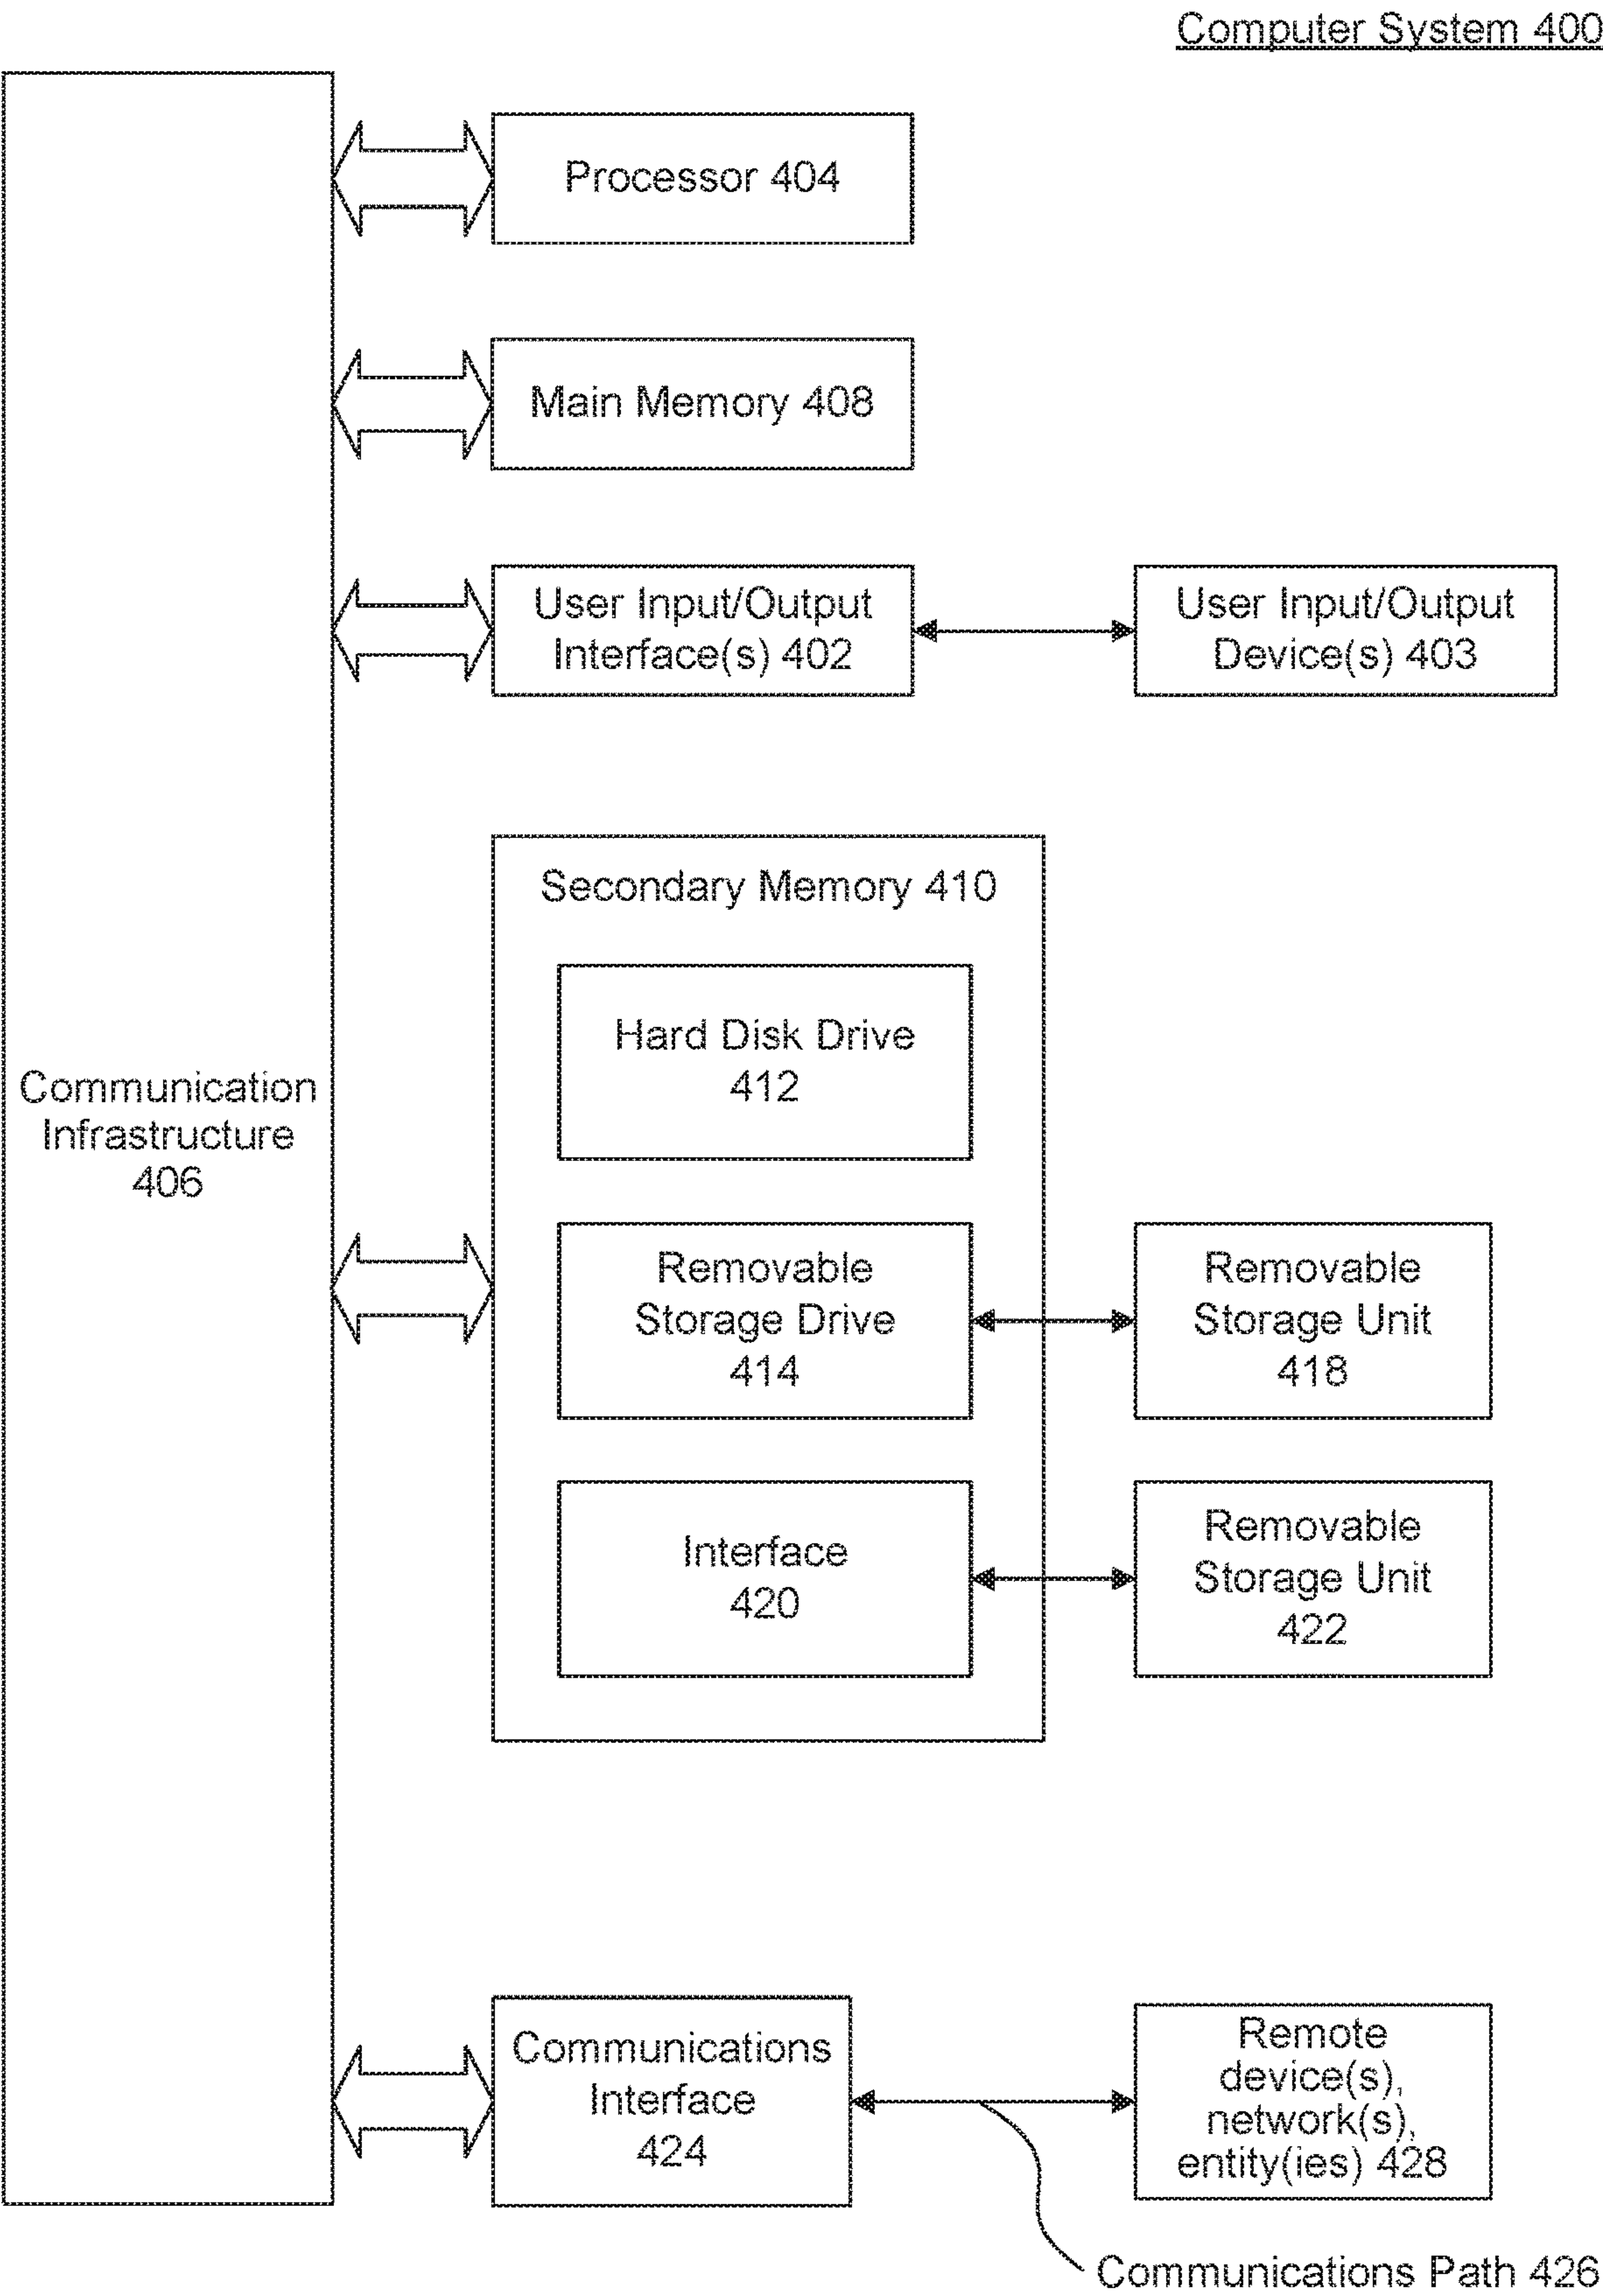 Computer System 400
Processor 404
Main Memory 408
User Input/Output
Interface(s) 402
User Input/Output
Device(s) 403
Secondary Memory 410
Hard Disk Drive
412
Communication
Infrastructure
406
Removable
Storage Drive
414
Removable
Storage Unit
418
Interface
420
Removable
Storage Unit
422
Communications
Interface
424
Remote
device(s),
network(s),
entity(ies) 428
Communications Path 426